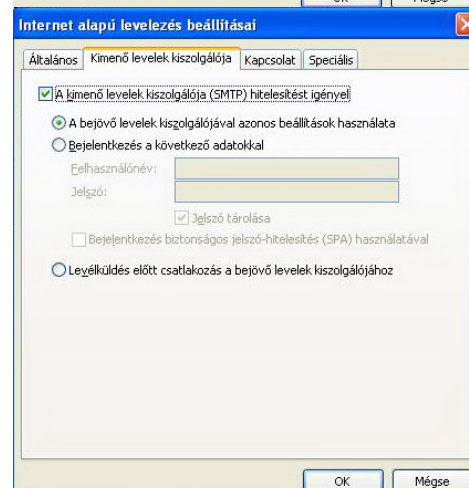 OK Mégse
Internet alapú levelezés beállításai
Általános Kimenő levelek kiszolgálója Kapcsolat Speciális
A kimenő levelek kiszolgálója (SMTP) hitelesítést igényel
A bejövő levelek kiszolgálójával azonos beállítások használata
Bejelentkezés a következő adatokkal
Felhasználónév:
Jelszó:
Jelszó tárolása
Bejelentkezés biztonságos jelszó-hitelesítés (SPA) használatával
Levélküldés előtt csatlakozás a bejövő levelek kiszolgálójához
OK Mégse